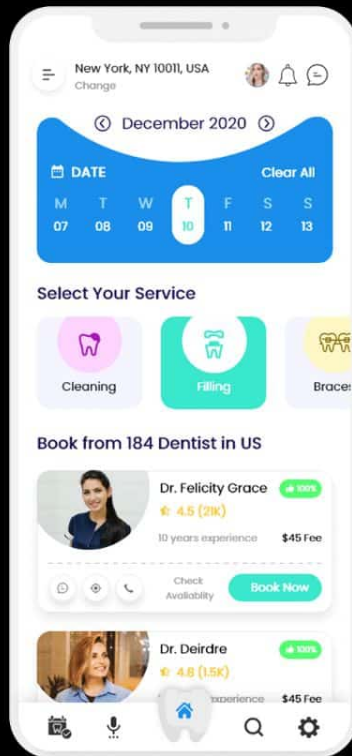 New York, NY 10011, USA
Change
December 2020
DATE Clear All
M T W T F S S
07 08 09 10 11 12 13
Select Your Service
Cleaning Filling Braces
Book from 184 Dentist in US
Dr. Felicity Grace 100%
4.5 (21K)
10 years experience $45 Fee
Check
Avaliablity
Book Now
Dr. Deirdre 100%
4.8 (1.5K)
experience $45 Fee